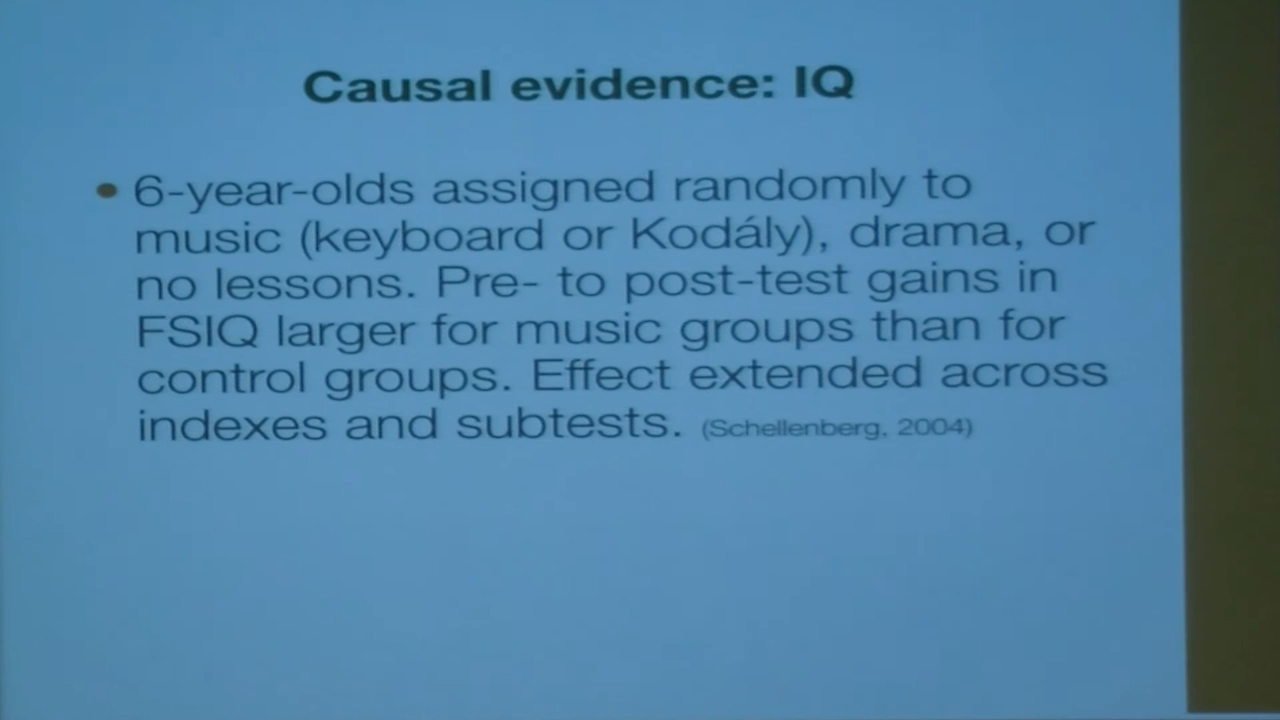 Causal evidence: IQ
• 6-year-olds assigned randomly to
music (keyboard or Kodály), drama, or
no lessons. Pre- to post-test gains in
FSIQ larger for music groups than for
control groups. Effect extended across
indexes and subtests. (Schellenberg, 2004)